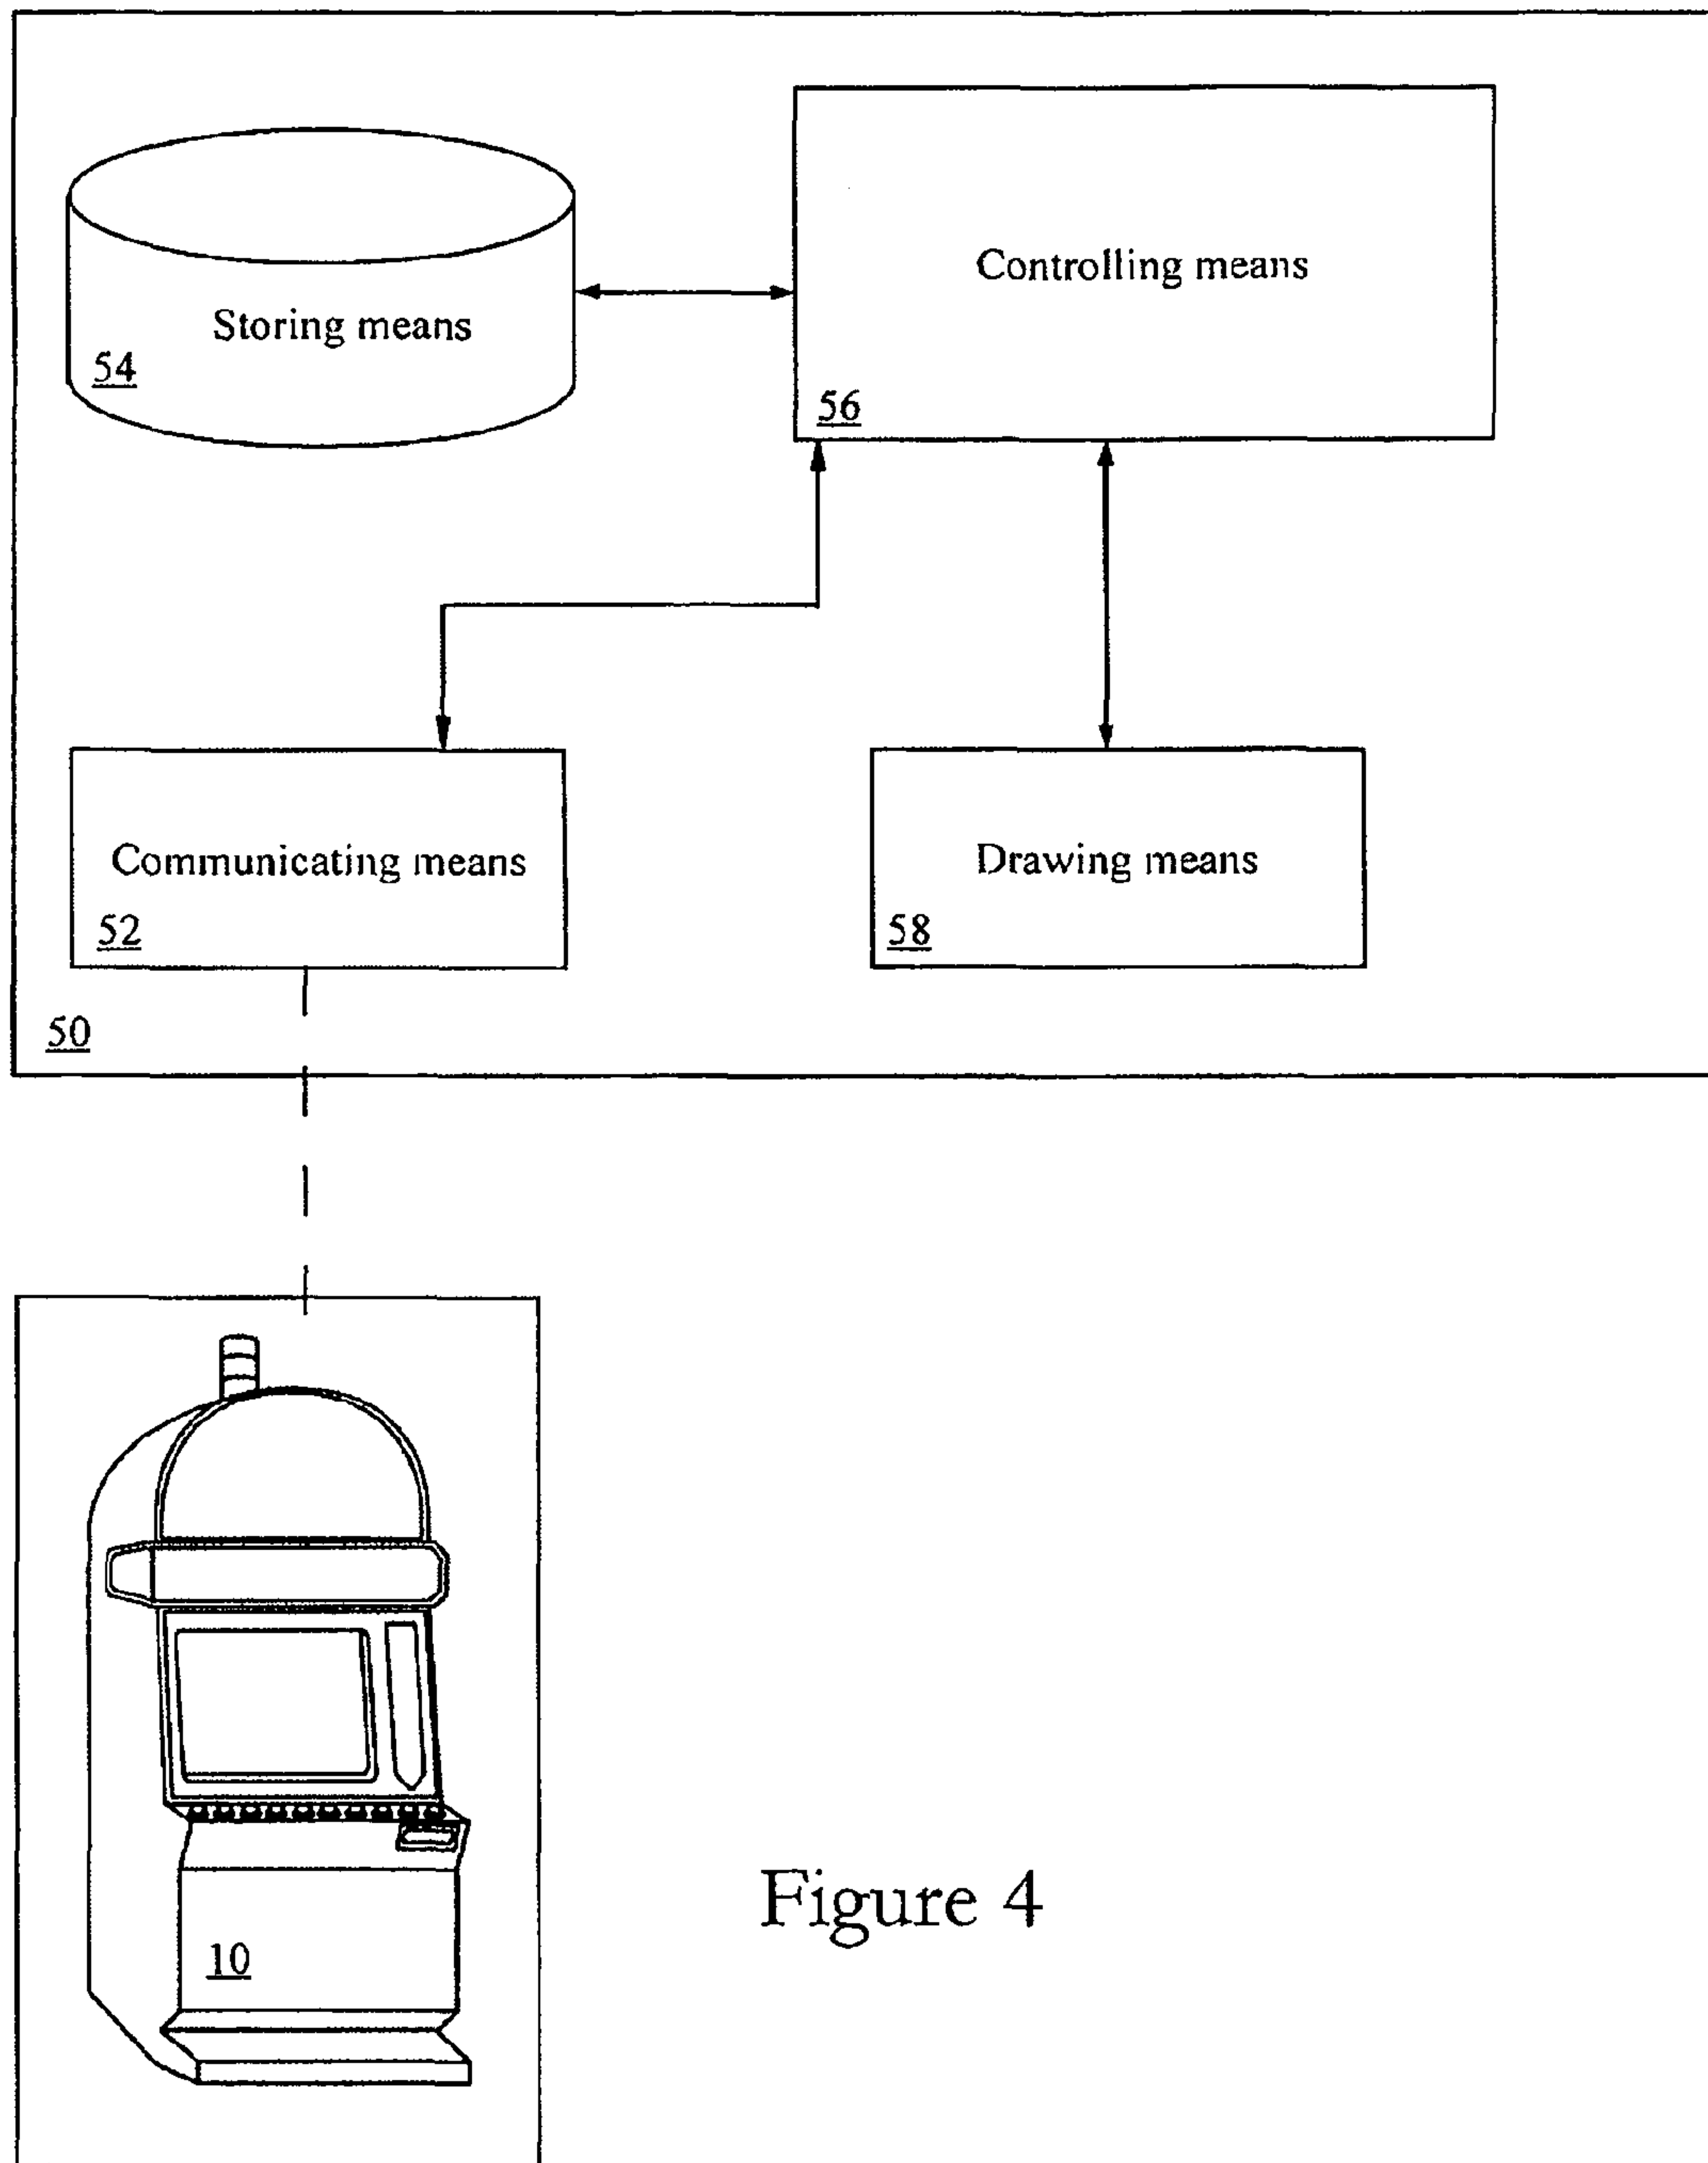 Controlling means
Storing means
54
56
Communicating means
52
Drawing means
58
50
10
Figure 4